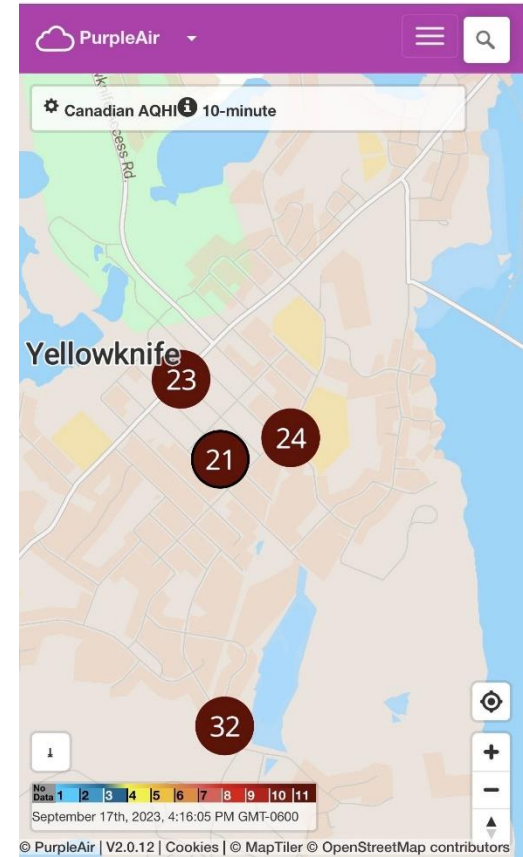 PurpleAir
Canadian AQHI 10-minute
Access Rd
Yellowknife
23
24
21
32
No Data 1 2 3 4 5 6 7 8 9 10 11
September 17th, 2023, 4:16:05 PM GMT-0600
© PurpleAir | V2.0.12 | Cookies | © MapTiler © OpenStreetMap contributors